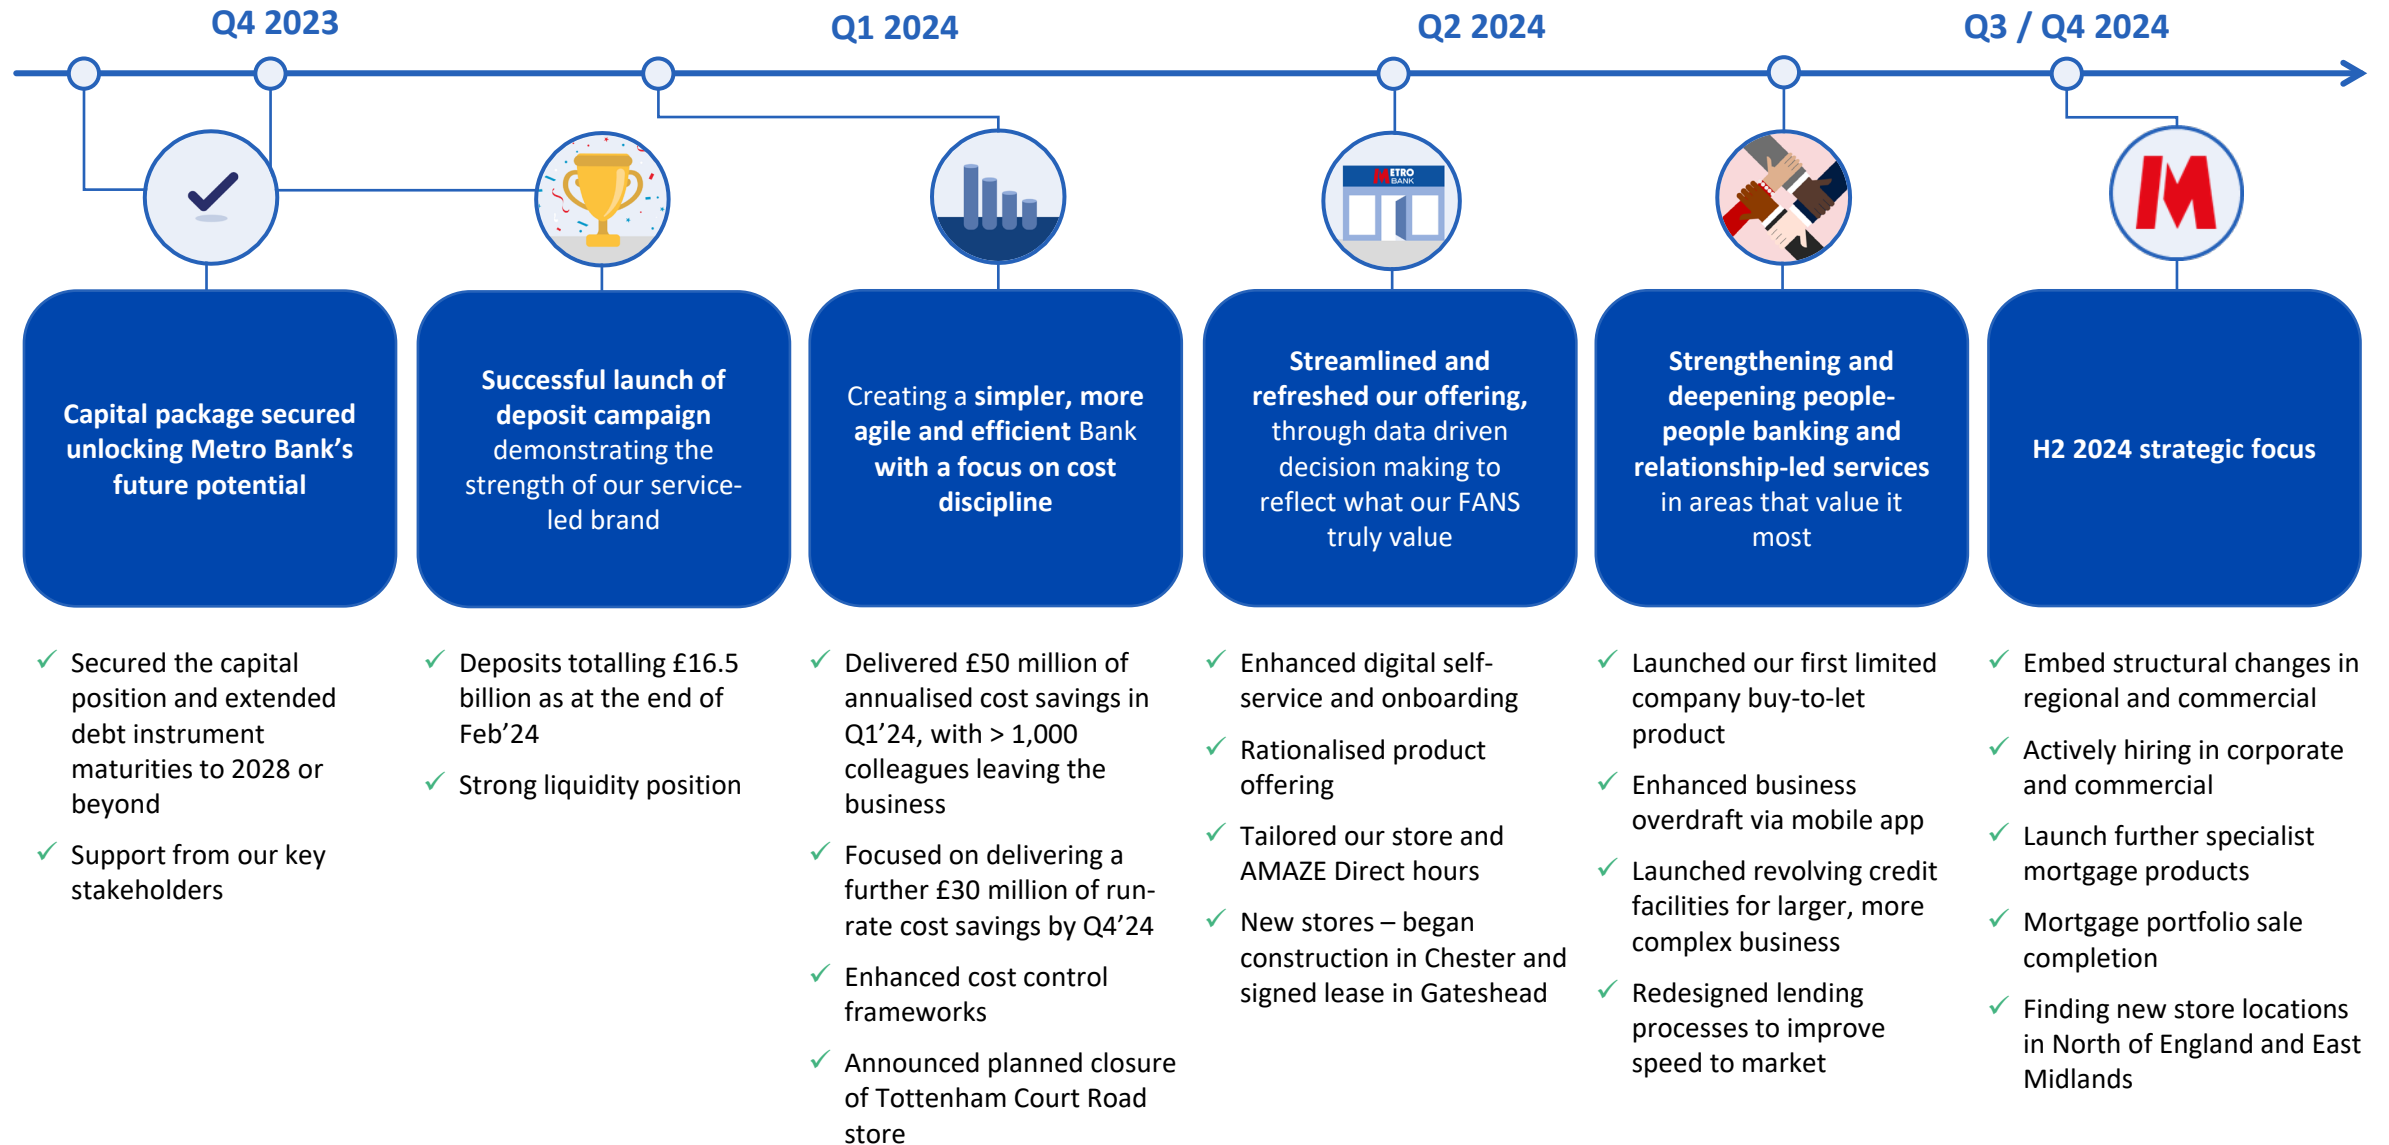 Q4 2023
Q1 2024
Q2 2024
Q3 / Q4 2024
METRO
BANK
M
Capital package secured
unlocking Metro Bank’s
future potential
Successful launch of
deposit campaign
demonstrating the
strength of our service-
led brand
Creating a simpler, more
agile and efficient Bank
with a focus on cost
discipline
Streamlined and
refreshed our offering,
through data driven
decision making to
reflect what our FANS
truly value
Strengthening and
deepening people-
people banking and
relationship-led services
in areas that value it
most
H2 2024 strategic focus
✓ Secured the capital
position and extended
debt instrument
maturities to 2028 or
beyond
✓ Support from our key
stakeholders
✓ Deposits totalling £16.5
billion as at the end of
Feb’24
✓ Strong liquidity position
✓ Delivered £50 million of
annualised cost savings in
Q1’24, with > 1,000
colleagues leaving the
business
✓ Focused on delivering a
further £30 million of run-
rate cost savings by Q4’24
✓ Enhanced cost control
frameworks
✓ Announced planned closure
of Tottenham Court Road
store
✓ Enhanced digital self-
service and onboarding
✓ Rationalised product
offering
✓ Tailored our store and
AMAZE Direct hours
✓ New stores – began
construction in Chester and
signed lease in Gateshead
✓ Launched our first limited
company buy-to-let
product
✓ Enhanced business
overdraft via mobile app
✓ Launched revolving credit
facilities for larger, more
complex business
✓ Redesigned lending
processes to improve
speed to market
✓ Embed structural changes in
regional and commercial
✓ Actively hiring in corporate
and commercial
✓ Launch further specialist
mortgage products
✓ Mortgage portfolio sale
completion
✓ Finding new store locations
in North of England and East
Midlands